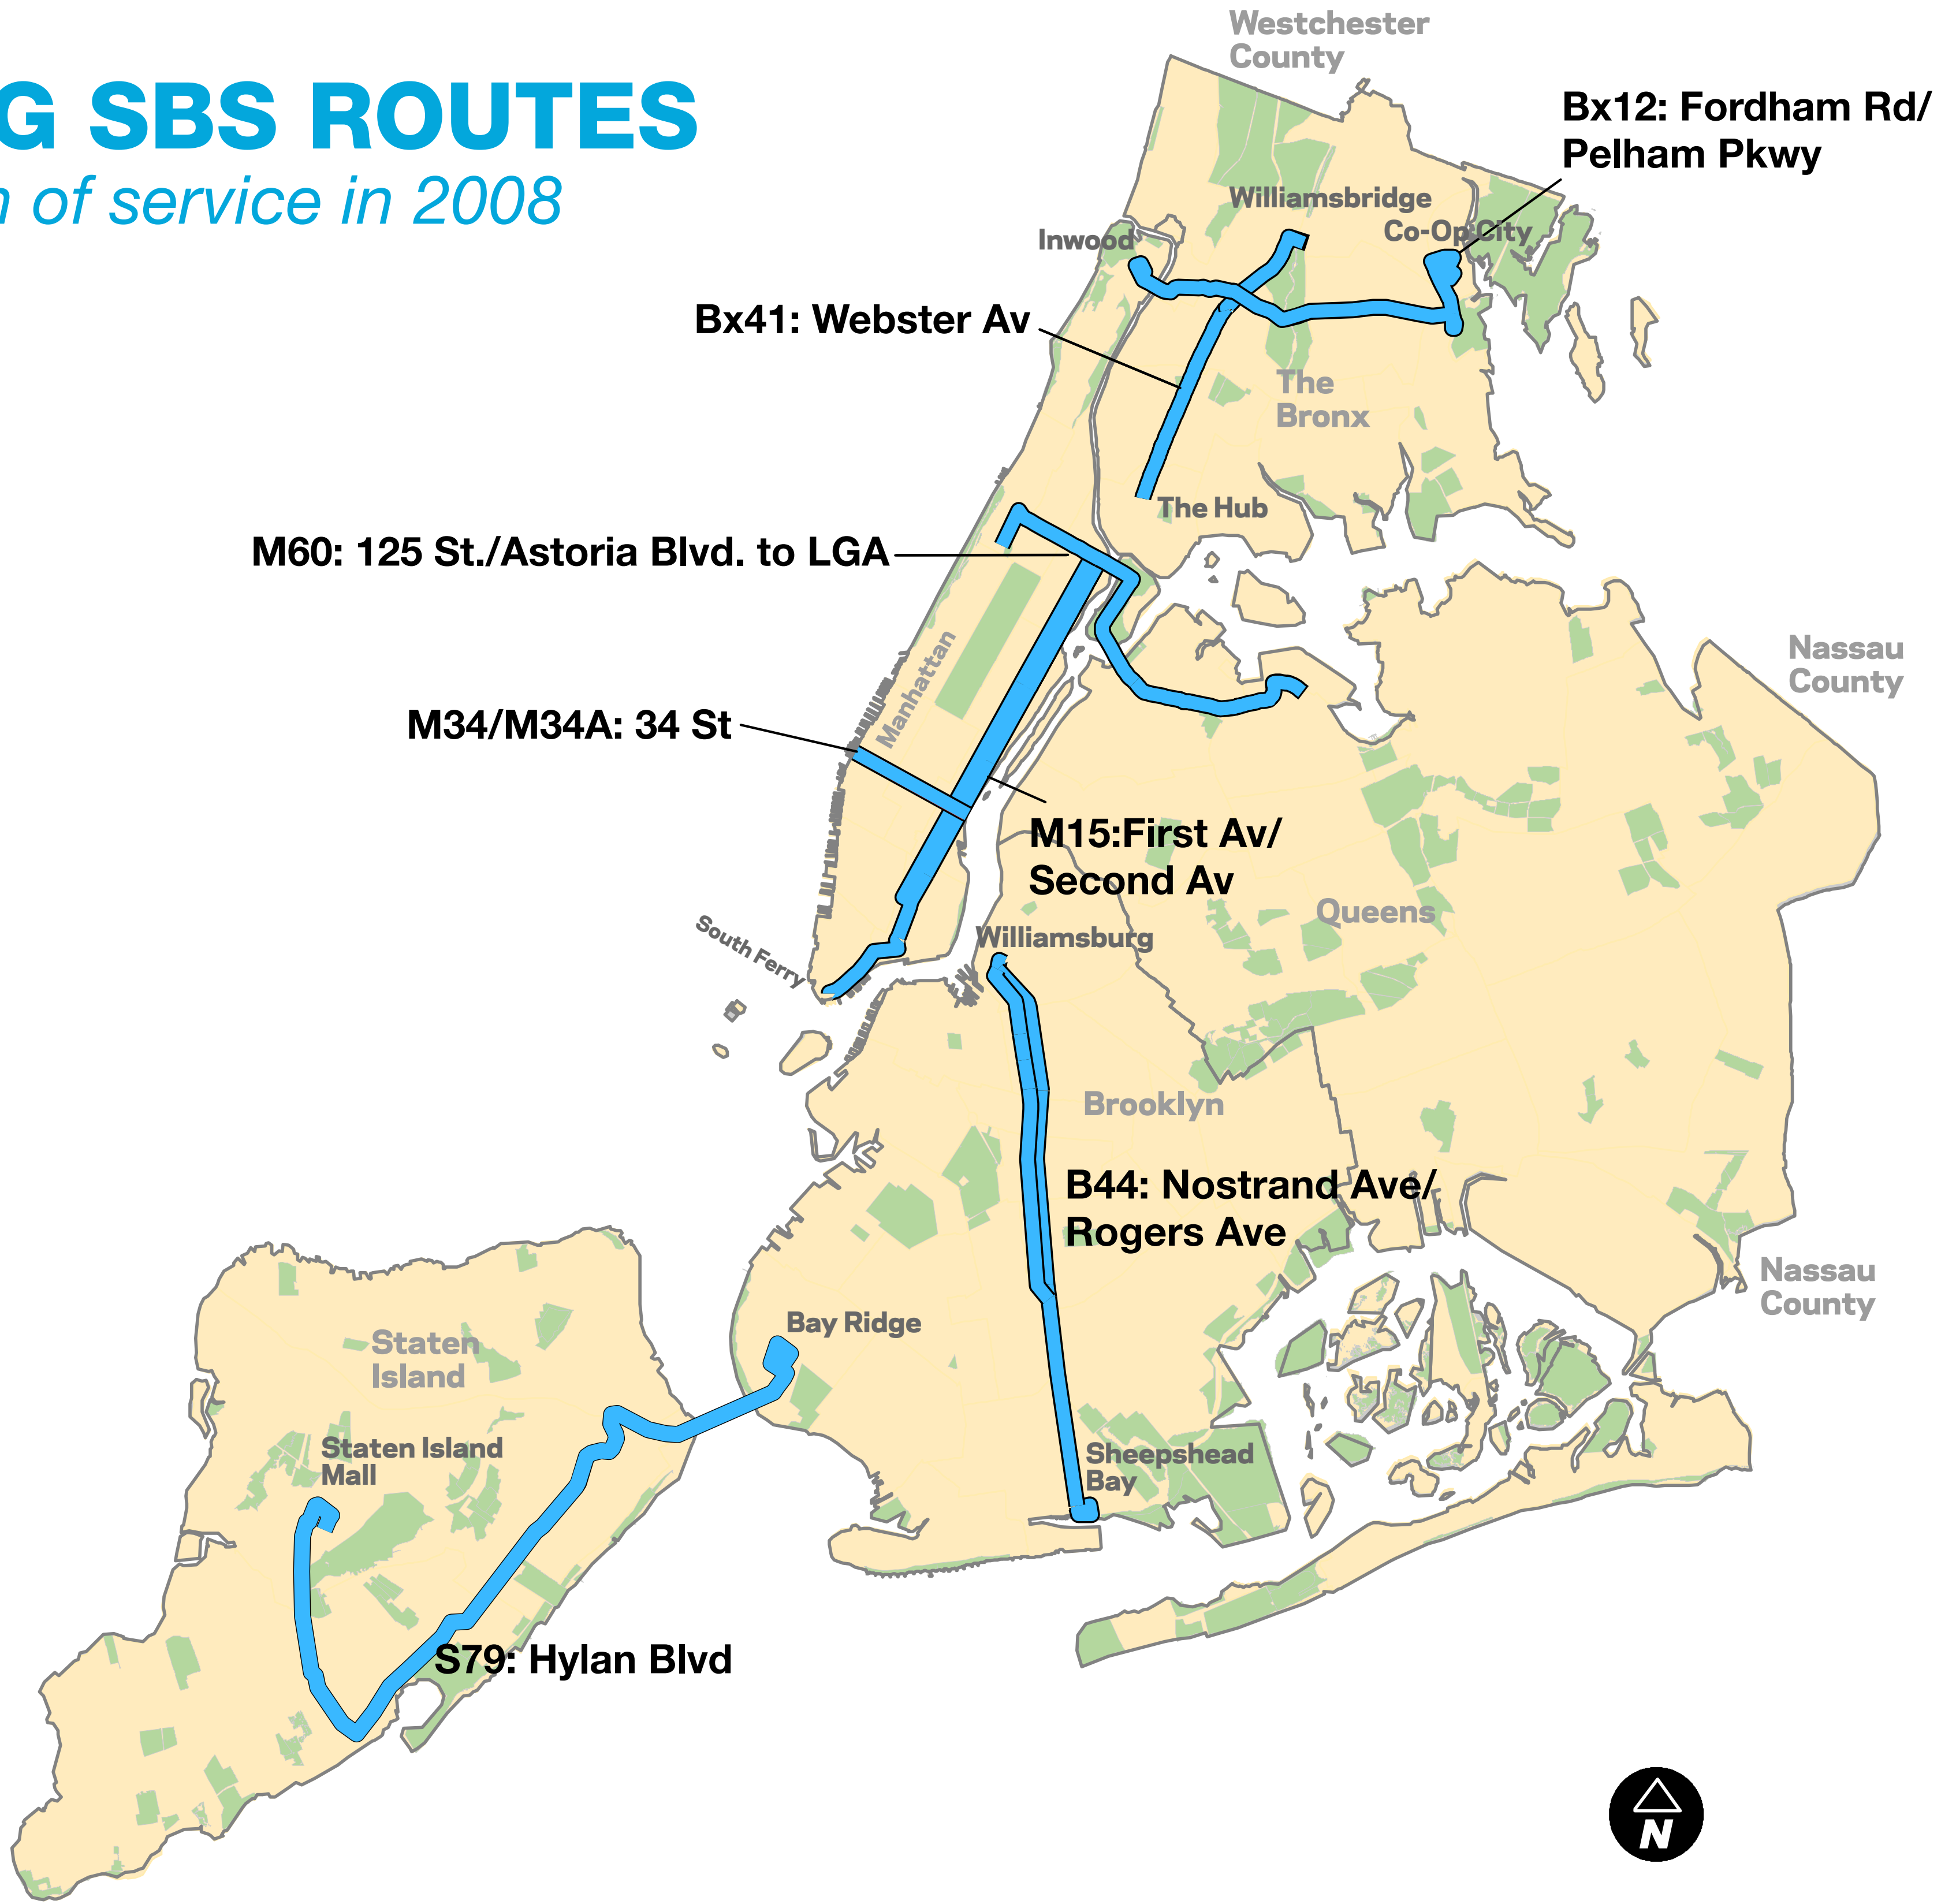 G SBS ROUTES
n of service in 2008
Westchester
County
Bx12: Fordham Rd/
Pelham Pkwy
Williamsbridge
Co-Op City
Inwood
Bx41: Webster Av
The
Bronx
The Hub
M60: 125 St./Astoria Blvd. to LGA
Manhattan
Nassau
County
M34/M34A: 34 St
M15:First Av/
Second Av
Queens
South Ferry
Williamsburg
Brooklyn
B44: Nostrand Ave/
Rogers Ave
Nassau
County
Bay Ridge
Staten
Island
Staten Island
Mall
Sheepshead
Bay
S79: Hylan Blvd
N